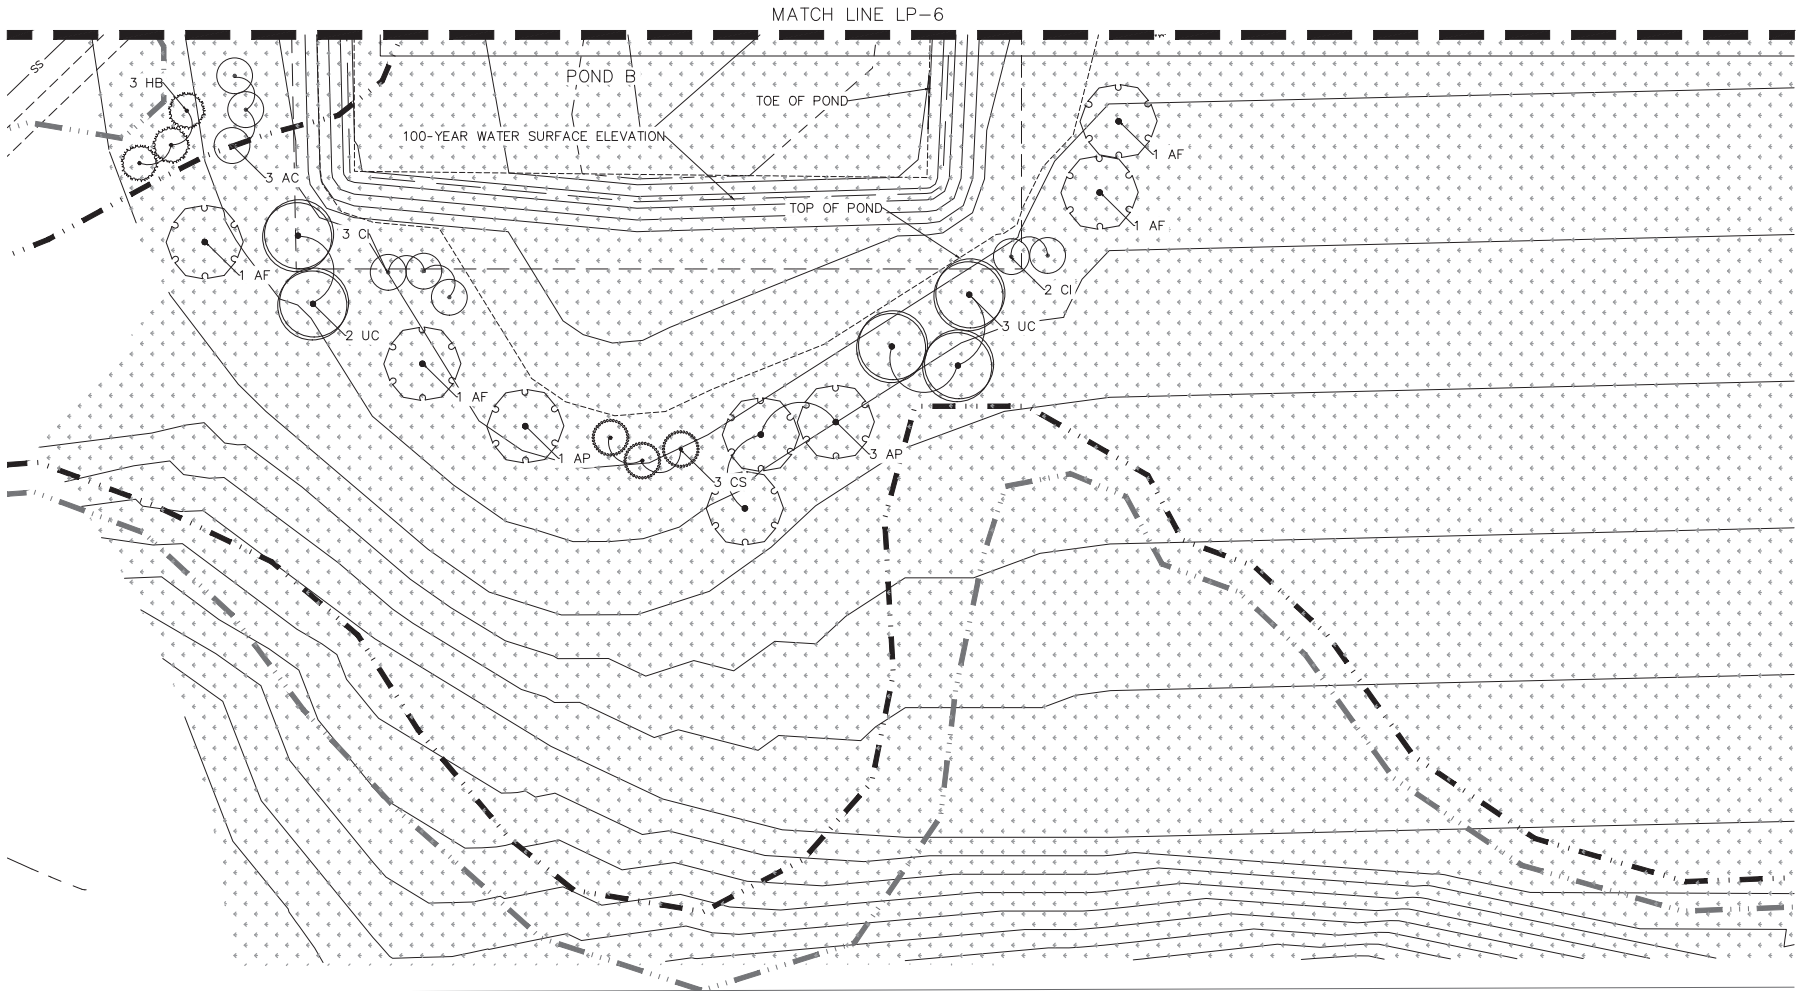 MATCH LINE LP-6
SS
3 HB
POND B
TOE OF POND
100-YEAR WATER SURFACE ELEVATION
1 AF
3 AC
TOP OF POND
1 AF
3 CI
1 AF
2 CI
3 UC
2 UC
1 AF
3 AP
1 AP
3 CS